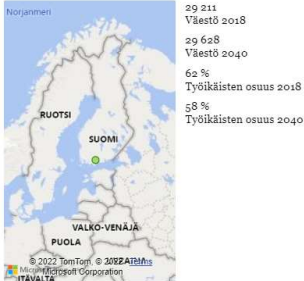 Norjanmeri
RUOTSI
SUOMI
VALKO-VENÄJÄ
PUOLA
© 2022 TomTom, © 2022
Microsoft Corporation
ITÄVALTA
29 211
Väestö 2018
29 628
Väestö 2040
62 %
Työikäisten osuus 2018
58 %
Työikäisten osuus 2040